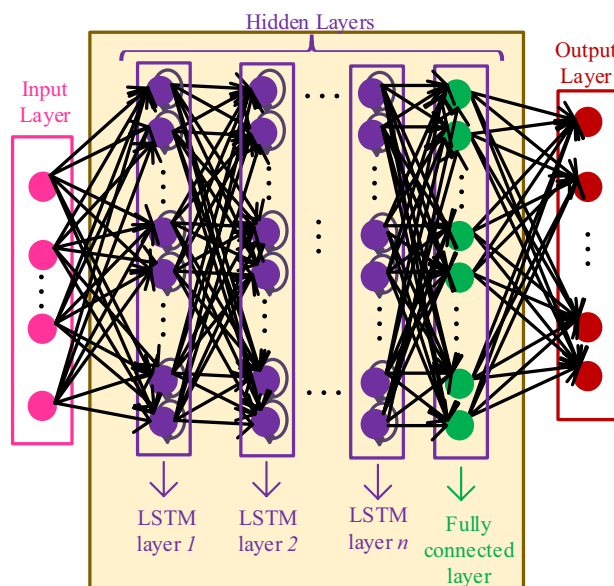 Hidden Layers
Output
Layer
Input
Layer
LSTM
layer 1
LSTM
layer 2
LSTM
layer n
Fully
connected
layer